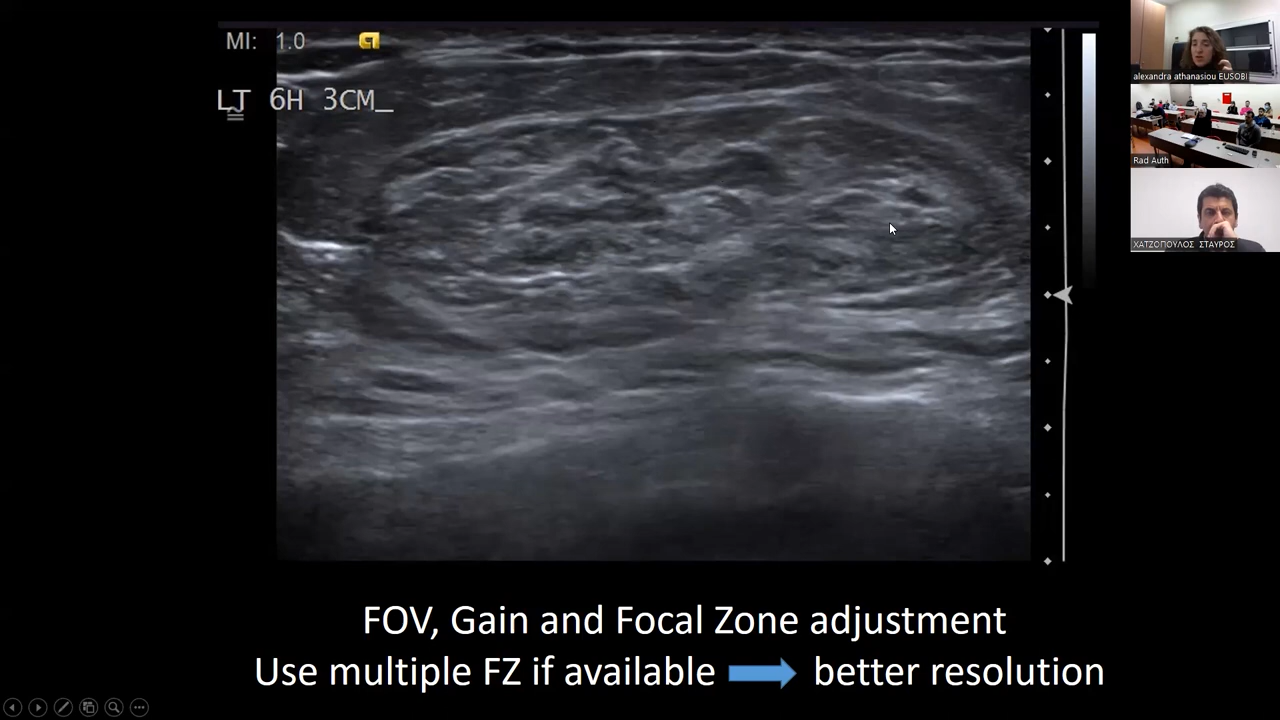 MI: 1.0
LT 6H 3CM_
FOV, Gain and Focal Zone adjustment
Use multiple FZ if available better resolution
alexandra athanasiou EUSOBI
Rad Auth
ΧΑΤΖΟΠΟΥΛΟΣ ΣΤΑΥΡΟΣ